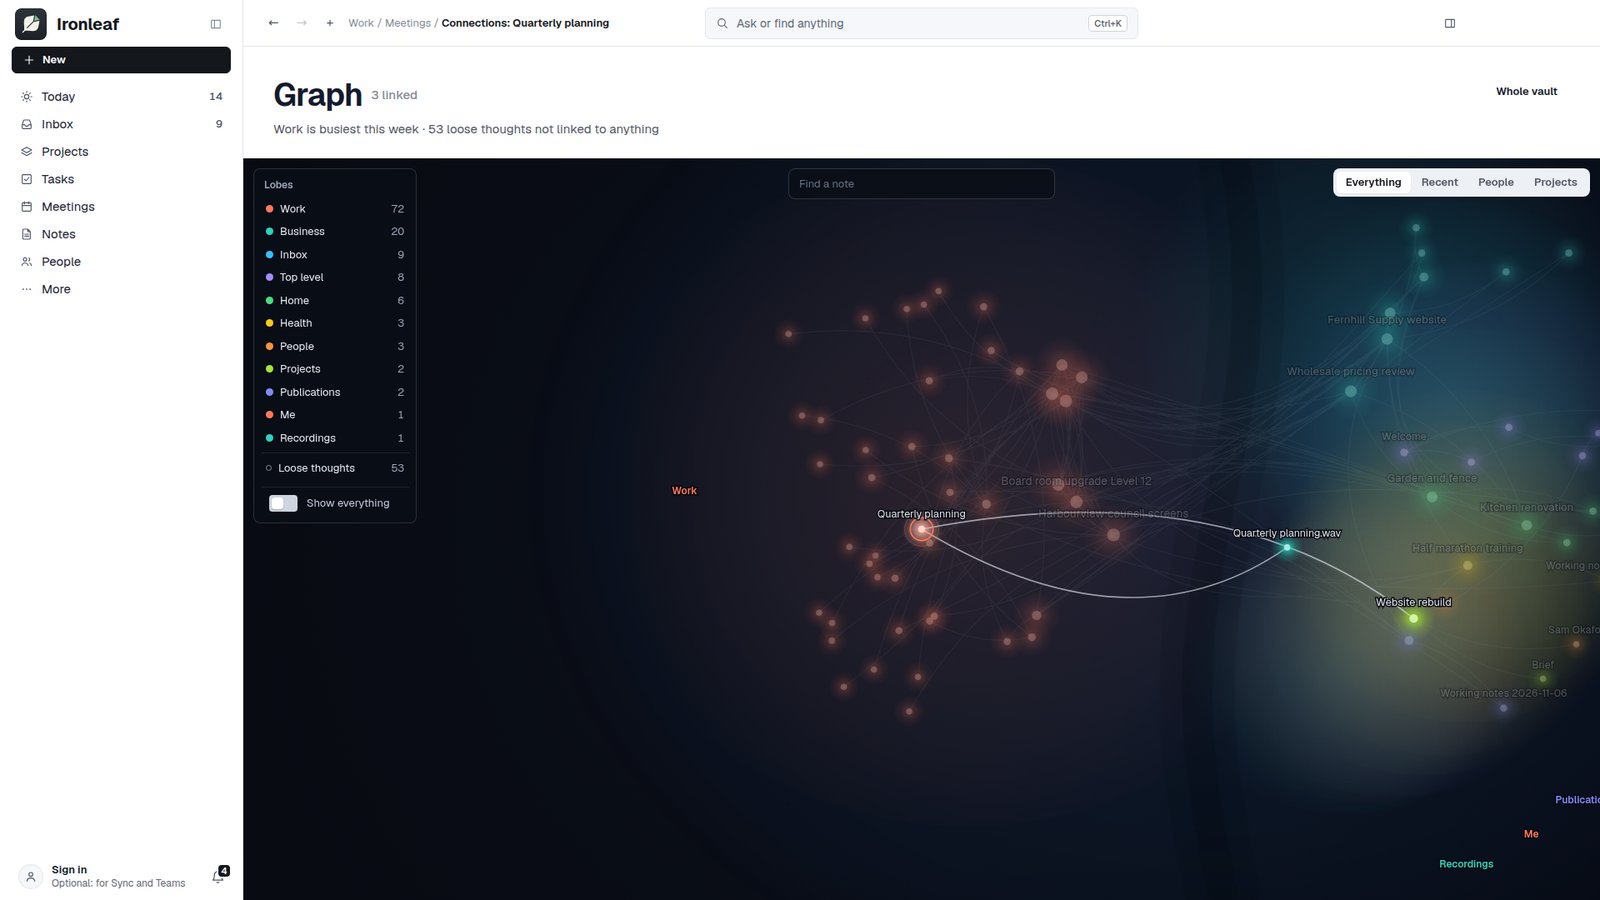 Ironleaf
New
Today 14
Inbox 9
Projects
Tasks
Meetings
Notes
People
More
Sign in
Optional: for Sync and Teams
4
Work / Meetings / Connections: Quarterly planning
Ask or find anything
Ctrl+K
Graph 3 linked
Whole vault
Work is busiest this week · 53 loose thoughts not linked to anything
Lobes
Work 72
Business 20
Inbox 9
Top level 8
Home 6
Health 3
People 3
Projects 2
Publications 2
Me 1
Recordings 1
Loose thoughts 53
Show everything
Find a note
Everything Recent People Projects
Fernhill Supply website
Wholesale pricing review
Welcome
Garden and fence
Board room upgrade Level 12
Work
Kitchen renovation
Quarterly planning
Harbourview council screens
Quarterly planning.wav
Half marathon training
Working no
Website rebuild
Sam Okafo
Brief
Working notes 2026-11-06
Publicatio
Me
Recordings